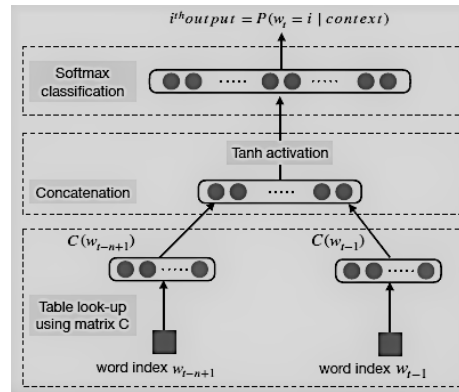 i^{th} output = P(w_t = i | context)
Softmax
classification
Tanh activation
Concatenation
C(w_{t-n+1})
C(w_{t-1})
Table look-up
using matrix C
word index w_{t-n+1}
word index w_{t-1}